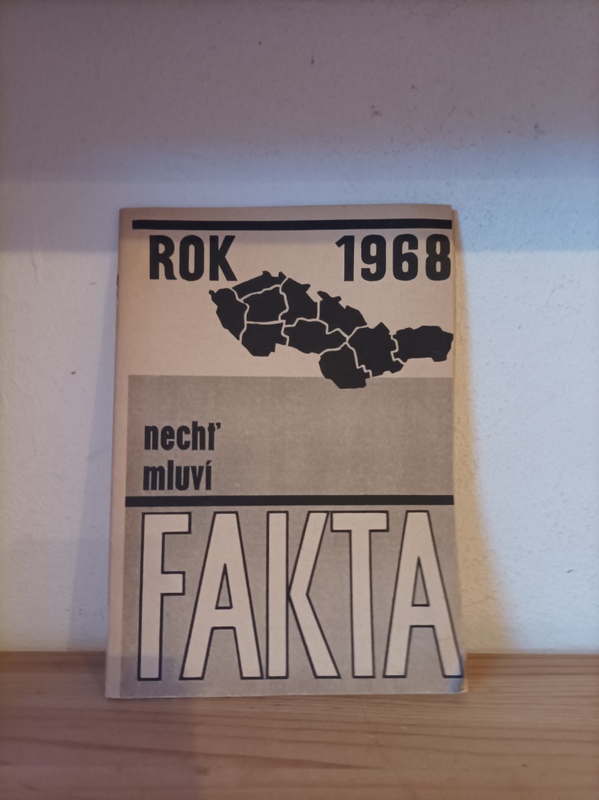 ROK 1968
nechť
mluví
FAKTA